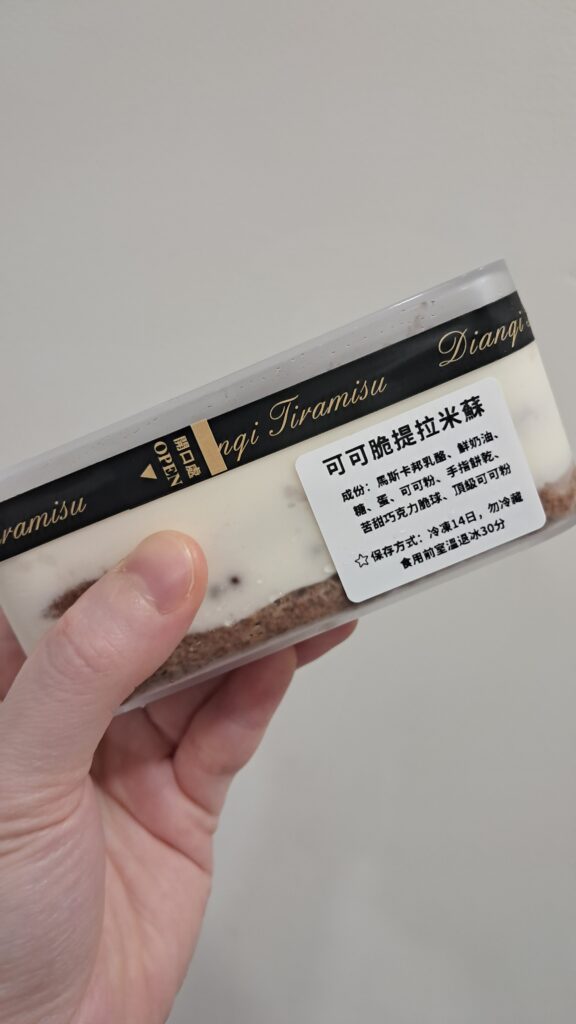 Dianqi
nqi Tiramisu
開口處
OPEN
iramisu
可可脆提拉米蘇
成份：馬斯卡邦乳酪、鮮奶油、
糖、蛋、可可粉、手指餅乾、
苦甜巧克力脆球、頂級可可粉
☆保存方式：冷凍14日，勿冷藏
食用前室溫退冰30分